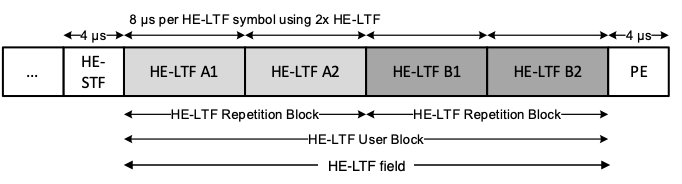 8 µs per HE-LTF symbol using 2x HE-LTF
4 µs
4 µs
...
HE-
STF
HE-LTF A1
HE-LTF A2
HE-LTF B1
HE-LTF B2
PE
HE-LTF Repetition Block
HE-LTF Repetition Block
HE-LTF User Block
HE-LTF field